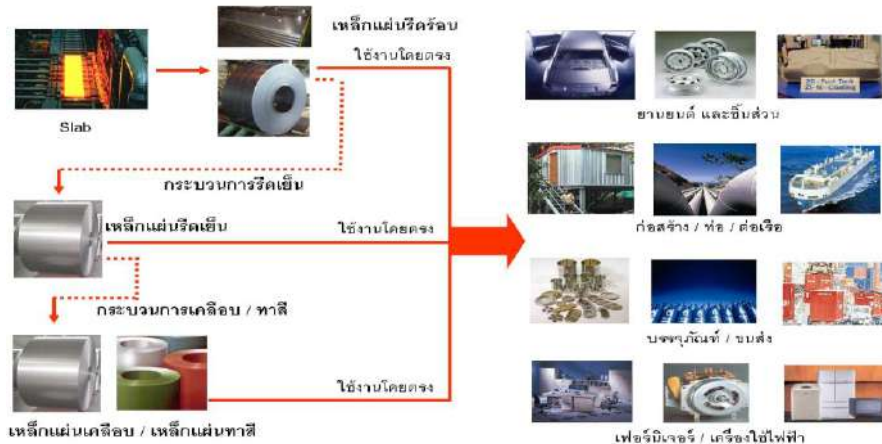 เหล็กแผ่นรีดร้อน
ใช้งานโดยตรง
Slab
กระบวนการรีดเย็น
เหล็กแผ่นรีดเย็น
ใช้งานโดยตรง
กระบวนการเคลือบ / ทาสี
ใช้งานโดยตรง
เหล็กแผ่นเคลือบ / เหล็กแผ่นทาสี
ยานยนต์ และชิ้นส่วน
ก่อสร้าง / ท่อ / ต่อเรือ
บรรจุภัณฑ์ / ขนส่ง
เฟอร์นิเจอร์ / เครื่องใช้ไฟฟ้า